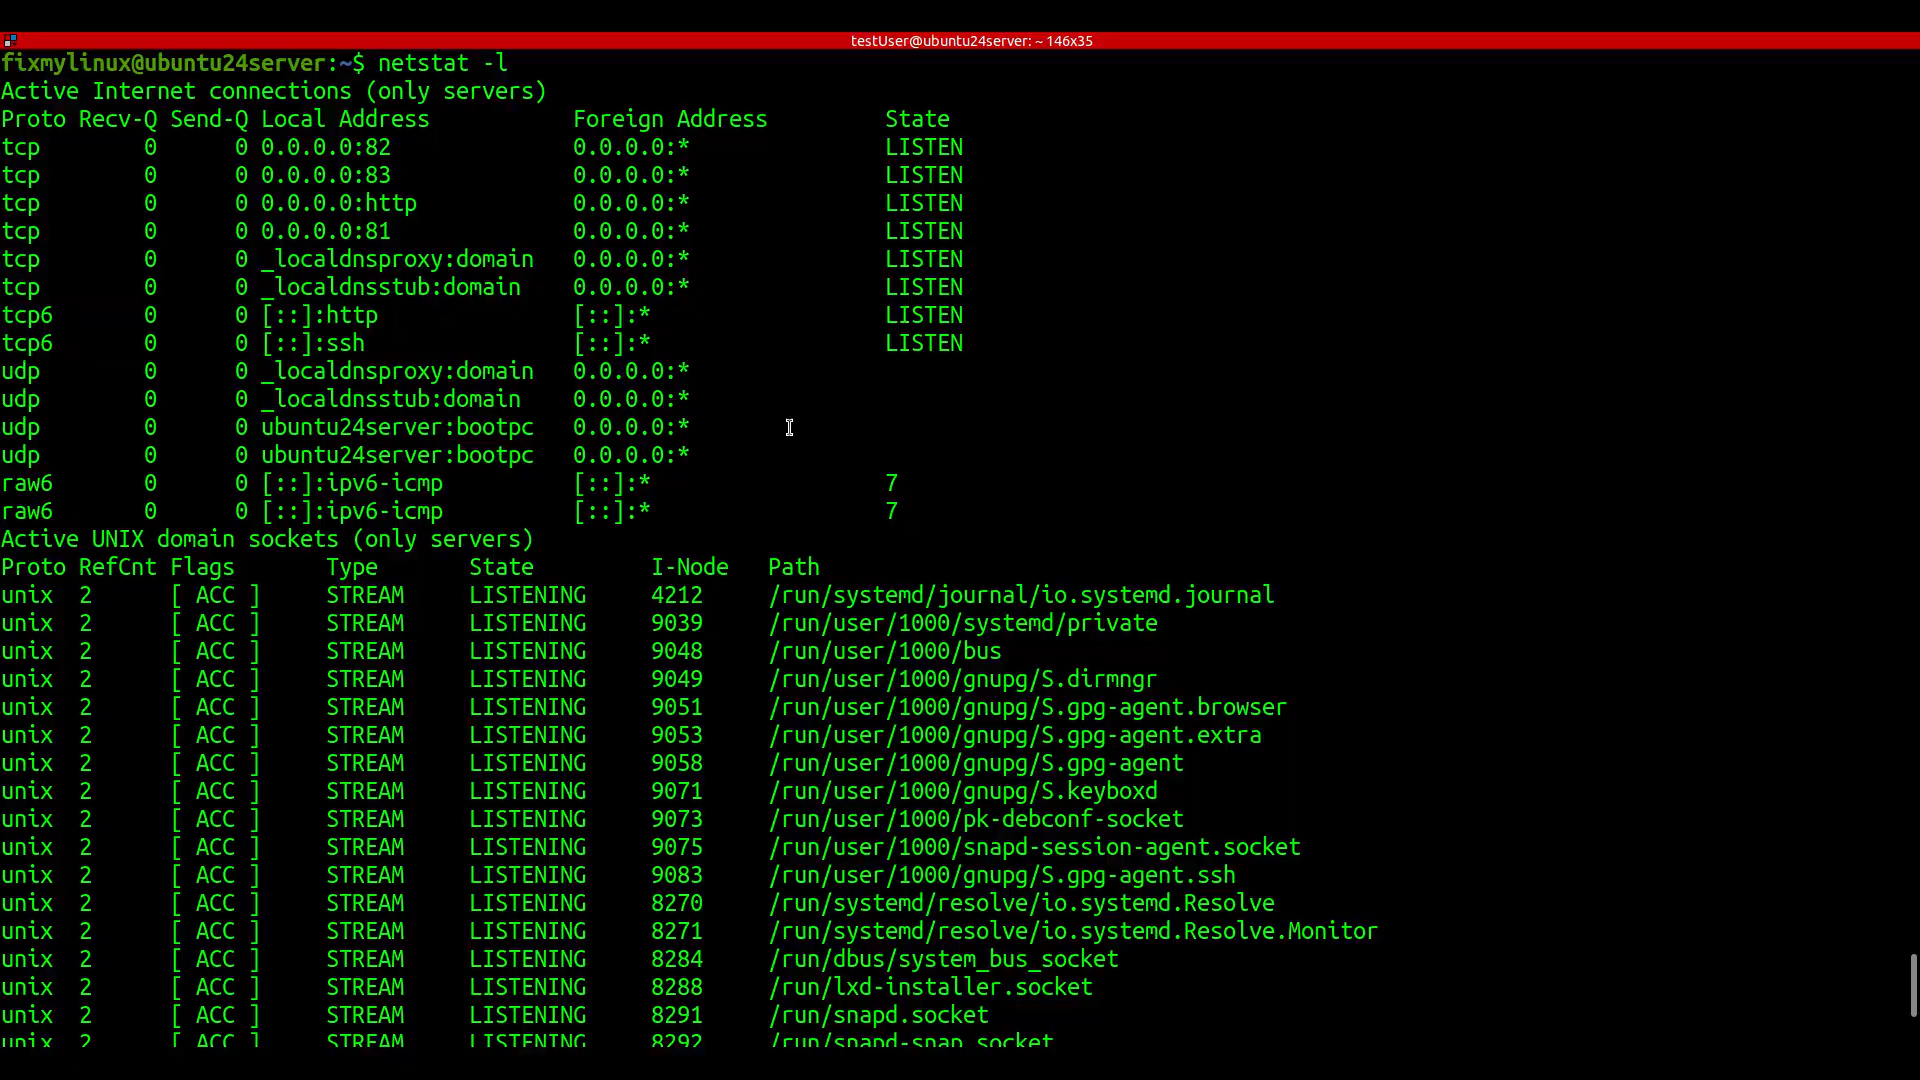 testUser@ubuntu24server: ~ 146x35
fixmylinux@ubuntu24server:~$ netstat -l
Active Internet connections (only servers)
Proto Recv-Q Send-Q Local Address           Foreign Address         State
tcp        0      0 0.0.0.0:82              0.0.0.0:*               LISTEN
tcp        0      0 0.0.0.0:83              0.0.0.0:*               LISTEN
tcp        0      0 0.0.0.0:http            0.0.0.0:*               LISTEN
tcp        0      0 0.0.0.0:81              0.0.0.0:*               LISTEN
tcp        0      0 _localdnsproxy:domain   0.0.0.0:*               LISTEN
tcp        0      0 _localdnsstub:domain    0.0.0.0:*               LISTEN
tcp6       0      0 [::]:http               [::]:*                  LISTEN
tcp6       0      0 [::]:ssh                [::]:*                  LISTEN
udp        0      0 _localdnsproxy:domain   0.0.0.0:*
udp        0      0 _localdnsstub:domain    0.0.0.0:*
udp        0      0 ubuntu24server:bootpc   0.0.0.0:*
udp        0      0 ubuntu24server:bootpc   0.0.0.0:*
raw6       0      0 [::]:ipv6-icmp          [::]:*                  7
raw6       0      0 [::]:ipv6-icmp          [::]:*                  7
Active UNIX domain sockets (only servers)
Proto RefCnt Flags       Type       State         I-Node   Path
unix  2      [ ACC ]     STREAM     LISTENING     4212     /run/systemd/journal/io.systemd.journal
unix  2      [ ACC ]     STREAM     LISTENING     9039     /run/user/1000/systemd/private
unix  2      [ ACC ]     STREAM     LISTENING     9048     /run/user/1000/bus
unix  2      [ ACC ]     STREAM     LISTENING     9049     /run/user/1000/gnupg/S.dirmngr
unix  2      [ ACC ]     STREAM     LISTENING     9051     /run/user/1000/gnupg/S.gpg-agent.browser
unix  2      [ ACC ]     STREAM     LISTENING     9053     /run/user/1000/gnupg/S.gpg-agent.extra
unix  2      [ ACC ]     STREAM     LISTENING     9058     /run/user/1000/gnupg/S.gpg-agent
unix  2      [ ACC ]     STREAM     LISTENING     9071     /run/user/1000/gnupg/S.keyboxd
unix  2      [ ACC ]     STREAM     LISTENING     9073     /run/user/1000/pk-debconf-socket
unix  2      [ ACC ]     STREAM     LISTENING     9075     /run/user/1000/snapd-session-agent.socket
unix  2      [ ACC ]     STREAM     LISTENING     9083     /run/user/1000/gnupg/S.gpg-agent.ssh
unix  2      [ ACC ]     STREAM     LISTENING     8270     /run/systemd/resolve/io.systemd.Resolve
unix  2      [ ACC ]     STREAM     LISTENING     8271     /run/systemd/resolve/io.systemd.Resolve.Monitor
unix  2      [ ACC ]     STREAM     LISTENING     8284     /run/dbus/system_bus_socket
unix  2      [ ACC ]     STREAM     LISTENING     8288     /run/lxd-installer.socket
unix  2      [ ACC ]     STREAM     LISTENING     8291     /run/snapd.socket
unix  2      [ ACC ]     STREAM     LISTENING     8292     /run/snapd-snap.socket